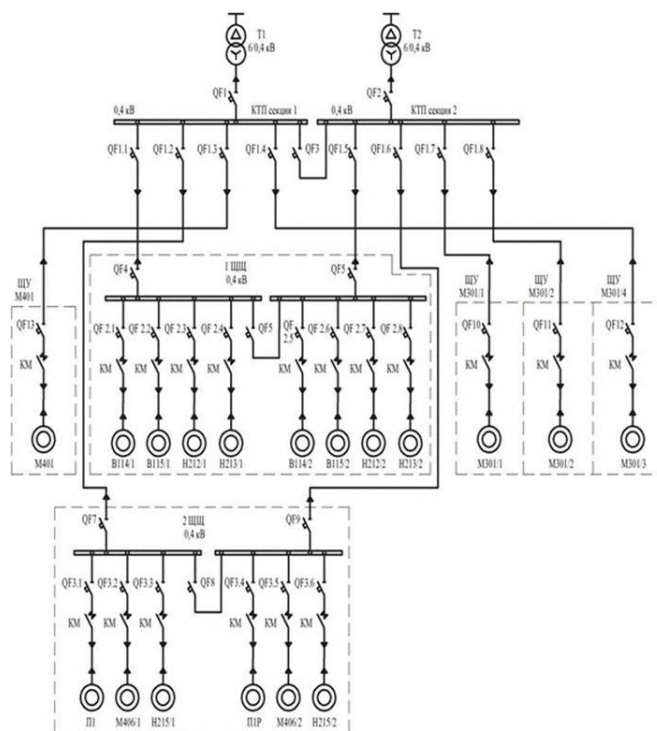 Т1
6/0,4 кВ
Т2
6/0,4 кВ
QF1
QF2
0,4 кВ
КТП секция 1
0,4 кВ
КТП секция 2
QF1.1
QF1.2
QF1.3
QF1.4
QF3
QF1.5
QF1.6
QF1.7
QF1.8
QF4
1 ЩЩ
0,4 кВ
QF5
ЩУ
М401
ЩУ
М301/1
ЩУ
М301/2
ЩУ
М301/4
QF13
QF 2.1
QF 2.2
QF 2.3
QF 2.4
QF5
QF
2.5
QF 2.6
QF 2.7
QF 2.8
QF10
QF11
QF12
КМ
КМ
КМ
КМ
КМ
КМ
КМ
КМ
КМ
КМ
КМ
КМ
М401
В114/1
В115/1
Н212/1
Н213/1
В114/2
В115/2
Н212/2
Н213/2
М301/1
М301/2
М301/3
QF7
2 ЩЩ
0,4 кВ
QF9
QF3.1
QF3.2
QF3.3
QF8
QF3.4
QF3.5
QF3.6
КМ
КМ
КМ
КМ
КМ
КМ
П1
М406/1
Н215/1
П1Р
М406/2
Н215/2